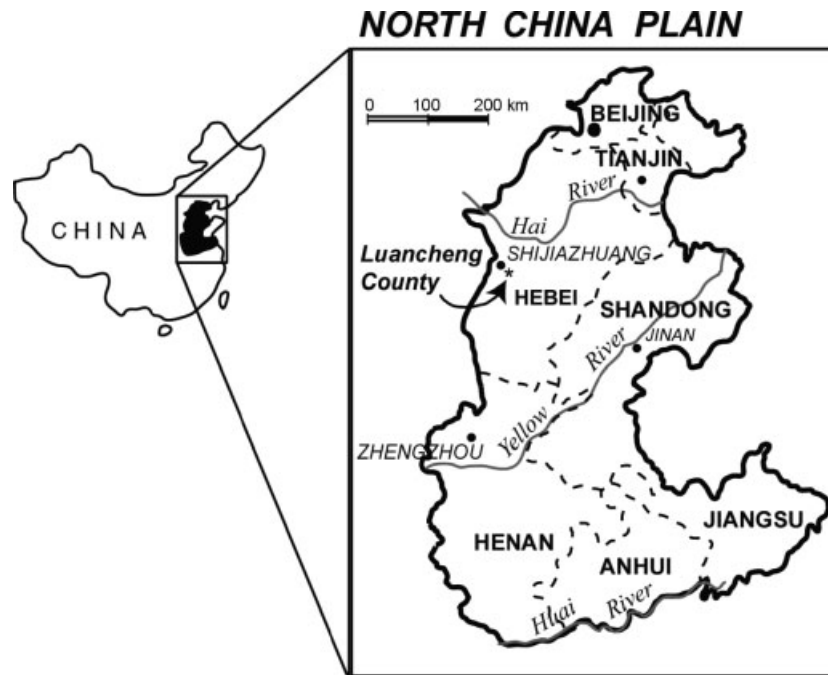 NORTH CHINA PLAIN
0 100 200 km
BEIJING
TIANJIN
River
Hai
CHINA
SHIJIAZHUANG
Luancheng
County
*
HEBEI
SHANDONG
JINAN
River
Yellow
ZHENGZHOU
JIANGSU
HENAN
ANHUI
Huai River